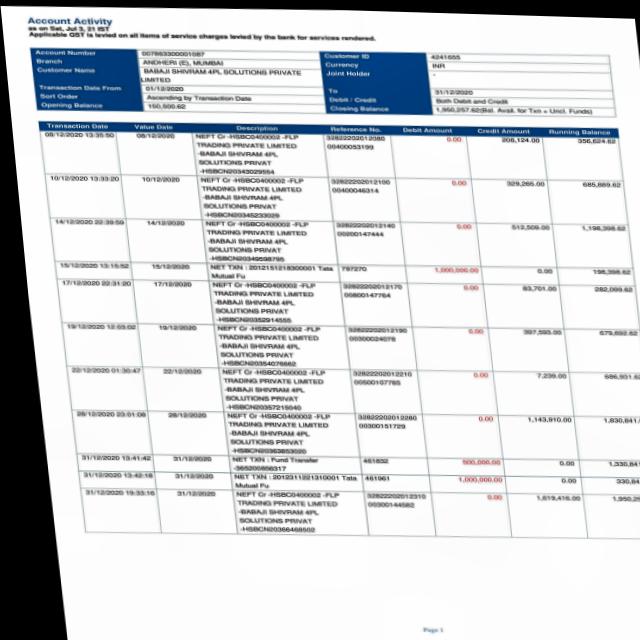 Account Activity
as on Sat, Jul 3, 21 IST
Applicable GST is levied on all items of service charges levied by the bank for services rendered.
Account Number 007863300001087 Customer ID 4241655
Branch ANDHERI (E), MUMBAI Currency INR
Customer Name BABAJI SHIVRAM 4PL SOLUTIONS PRIVATE LIMITED Joint Holder -
Transaction Date From 01/12/2020 To 31/12/2020
Sort Order Ascending by Transaction Date Debit / Credit Both Debit and Credit
Opening Balance 150,500.62 Closing Balance 1,950,257.62(Bal. Avail. for Txn + Uncl. Funds)
Transaction Date Value Date Description Reference No. Debit Amount Credit Amount Running Balance
08/12/2020 13:35:50 08/12/2020 NEFT Cr -HSBC0400002 -FLP 32822202012080 0.00 206,124.00 356,624.62
TRADING PRIVATE LIMITED 00400053199
-BABAJI SHIVRAM 4PL
SOLUTIONS PRIVAT
-HSBCN20343029554
10/12/2020 13:33:20 10/12/2020 NEFT Cr -HSBC0400002 -FLP 32822202012100 0.00 329,265.00 685,889.62
TRADING PRIVATE LIMITED 00400046314
-BABAJI SHIVRAM 4PL
SOLUTIONS PRIVAT
-HSBCN20345233029
14/12/2020 22:39:59 14/12/2020 NEFT Cr -HSBC0400002 -FLP 32822202012140 0.00 512,509.00 1,198,398.62
TRADING PRIVATE LIMITED 00200147444
-BABAJI SHIVRAM 4PL
SOLUTIONS PRIVAT
-HSBCN20349598795
15/12/2020 13:15:52 15/12/2020 NET TXN : 2012151218300001 Tata 797270 1,000,000.00 0.00 198,398.62
Mutual Fu
17/12/2020 22:31:20 17/12/2020 NEFT Cr -HSBC0400002 -FLP 32822202012170 0.00 83,701.00 282,099.62
TRADING PRIVATE LIMITED 00800147764
-BABAJI SHIVRAM 4PL
SOLUTIONS PRIVAT
-HSBCN20352914555
19/12/2020 12:03:02 19/12/2020 NEFT Cr -HSBC0400002 -FLP 32822202012190 0.00 397,593.00 679,692.62
TRADING PRIVATE LIMITED 00300024078
-BABAJI SHIVRAM 4PL
SOLUTIONS PRIVAT
-HSBCN20354076662
22/12/2020 01:30:47 22/12/2020 NEFT Cr -HSBC0400002 -FLP 32822202012210 0.00 7,239.00 686,931.62
TRADING PRIVATE LIMITED 00500107765
-BABAJI SHIVRAM 4PL
SOLUTIONS PRIVAT
-HSBCN20357215040
28/12/2020 23:01:08 28/12/2020 NEFT Cr -HSBC0400002 -FLP 32822202012280 0.00 1,143,910.00 1,830,841.
TRADING PRIVATE LIMITED 00300151729
-BABAJI SHIVRAM 4PL
SOLUTIONS PRIVAT
-HSBCN20363853020
31/12/2020 13:41:42 31/12/2020 NET TXN : Fund Transfer 461832 500,000.00 0.00 1,330,841
-365200856317
31/12/2020 13:42:18 31/12/2020 NET TXN : 2012311221310001 Tata 461961 1,000,000.00 0.00 330,84
Mutual Fu
31/12/2020 19:33:16 31/12/2020 NEFT Cr -HSBC0400002 -FLP 32822202012310 0.00 1,619,416.00 1,950,25
TRADING PRIVATE LIMITED 00300144582
-BABAJI SHIVRAM 4PL
SOLUTIONS PRIVAT
-HSBCN20366468502
Page 1